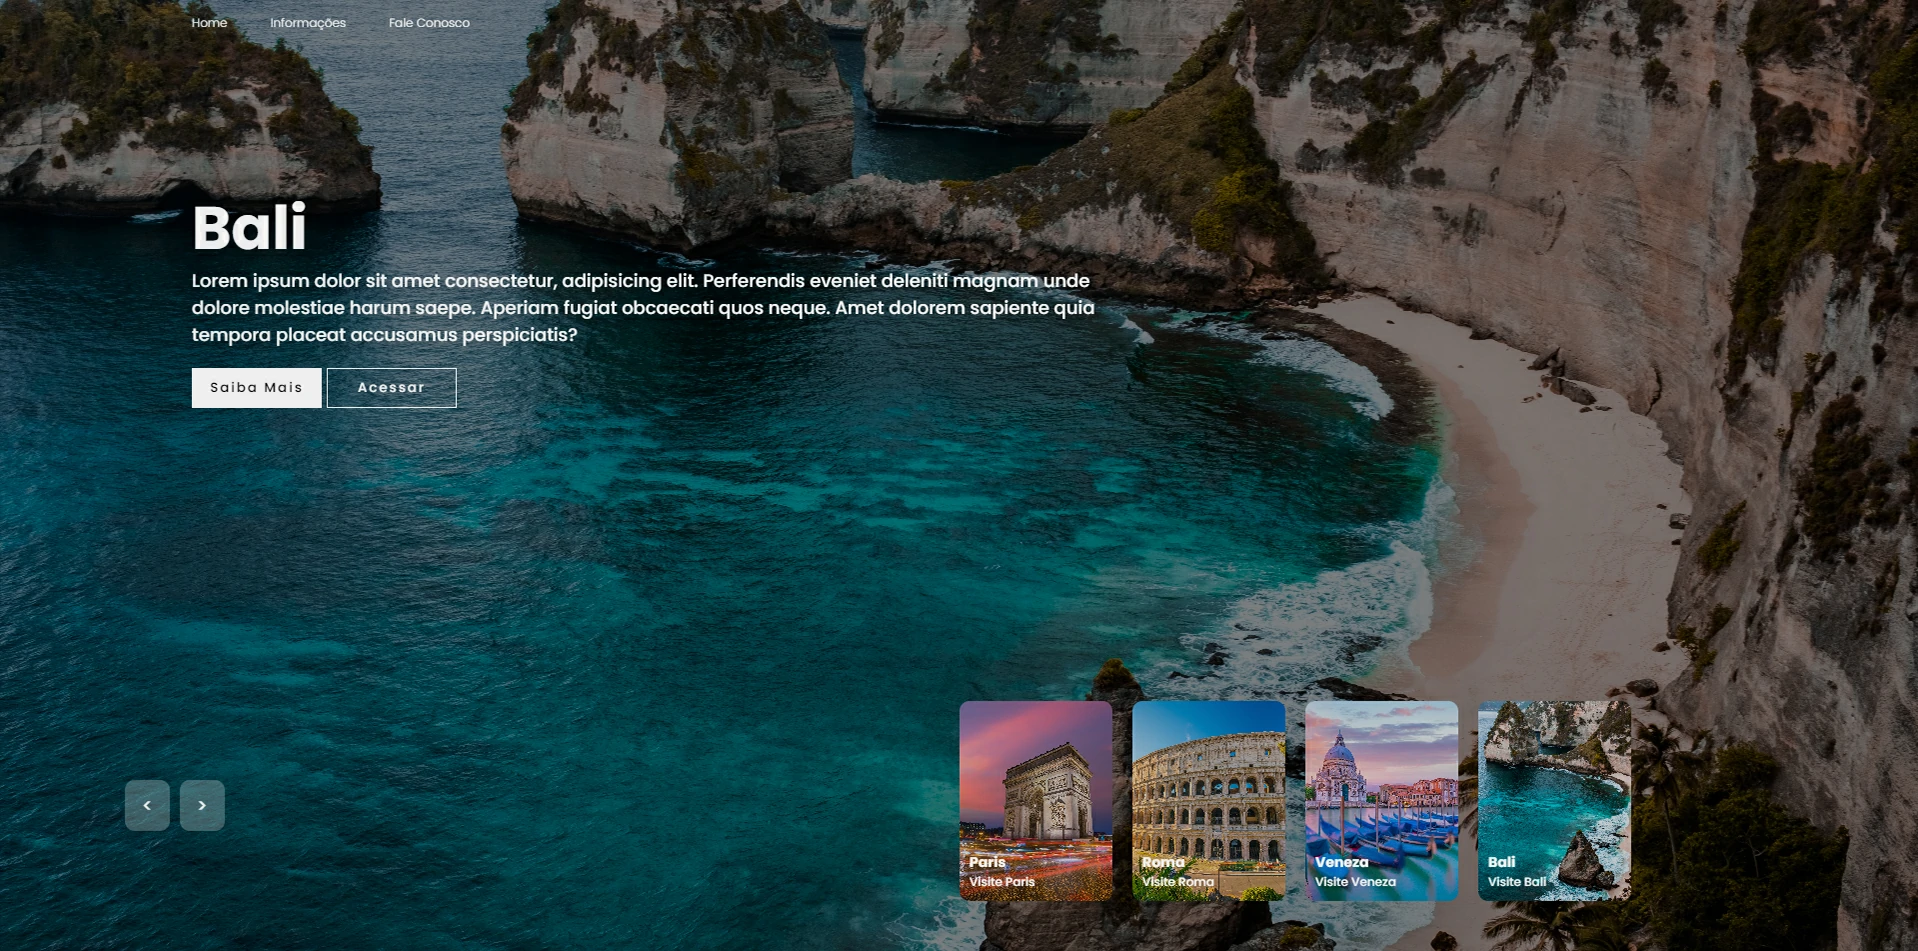 Home Informações Fale Conosco
Bali
Lorem ipsum dolor sit amet consectetur, adipisicing elit. Perferendis eveniet deleniti magnam unde
dolore molestiae harum saepe. Aperiam fugiat obcaecati quos neque. Amet dolorem sapiente quia
tempora placeat accusamus perspiciatis?
Saiba Mais Acessar
< >
Paris
Visite Paris
Roma
Visite Roma
Veneza
Visite Veneza
Bali
Visite Bali